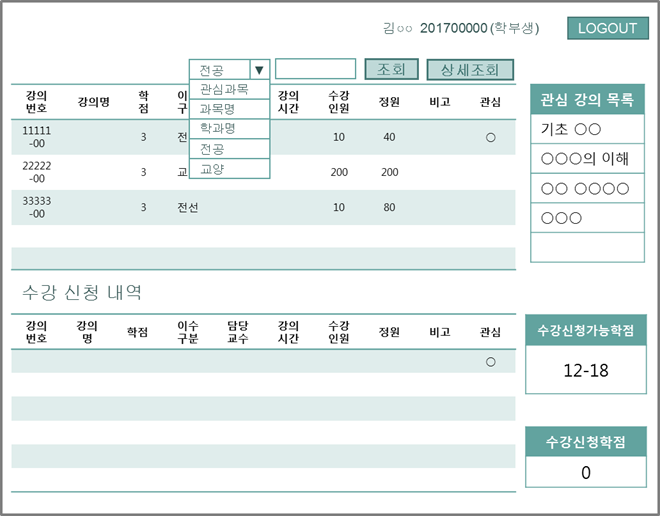 김○○ 201700000(학부생) LOGOUT
전공 ▼ 조회 상세조회
관심과목
과목명
학과명
전공
교양
강의번호 강의명 학점 이 구 강의시간 수강인원 정원 비고 관심
11111-00 3 전 10 40 ○
22222-00 3 교 200 200
33333-00 3 전선 10 80
관심 강의 목록
기초 ○○
○○○의 이해
○○ ○○○○
○○○
수강 신청 내역
강의번호 강의명 학점 이수구분 담당교수 강의시간 수강인원 정원 비고 관심
○
수강신청가능학점
12-18
수강신청학점
0